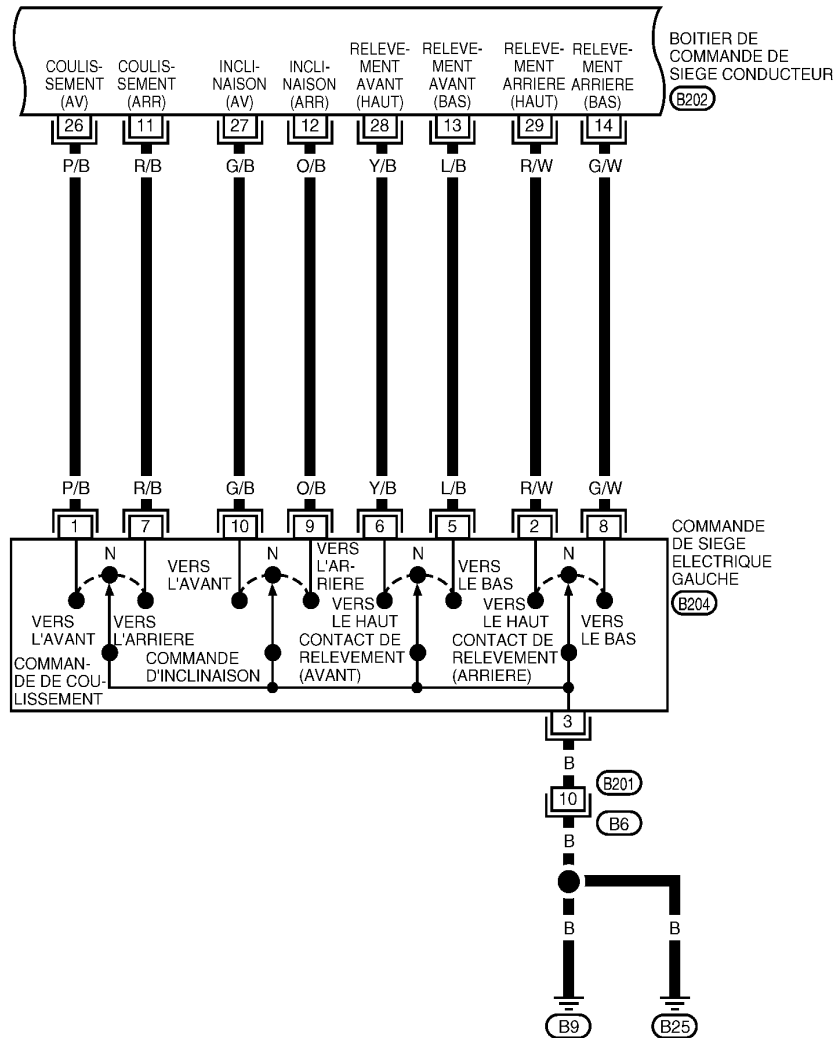 COULIS-
SEMENT
(AV)
COULIS-
SEMENT
(ARR)
INCLI-
NAISON
(AV)
INCLI-
NAISON
(ARR)
RELEVE-
MENT
AVANT
(HAUT)
RELEVE-
MENT
AVANT
(BAS)
RELEVE-
MENT
ARRIERE
(HAUT)
RELEVE-
MENT
ARRIERE
(BAS)
BOITIER DE
COMMANDE DE
SIEGE CONDUCTEUR
B202
26 11 27 12 28 13 29 14
P/B R/B G/B O/B Y/B L/B R/W G/W
P/B R/B G/B O/B Y/B L/B R/W G/W
1 7 10 9 6 5 2 8
COMMANDE
DE SIEGE
ELECTRIQUE
GAUCHE
B204
N
VERS
L'AVANT
VERS
L'ARRIERE
COMMAN-
DE DE COU-
LISSEMENT
N
VERS
L'AVANT
VERS
L'AR-
RIERE
COMMANDE
D'INCLINAISON
N
VERS
LE HAUT
VERS
LE BAS
CONTACT DE
RELEVEMENT
(AVANT)
N
VERS
LE HAUT
VERS
LE BAS
CONTACT DE
RELEVEMENT
(ARRIERE)
3
B
B201
10
B6
B
B B
B9 B25